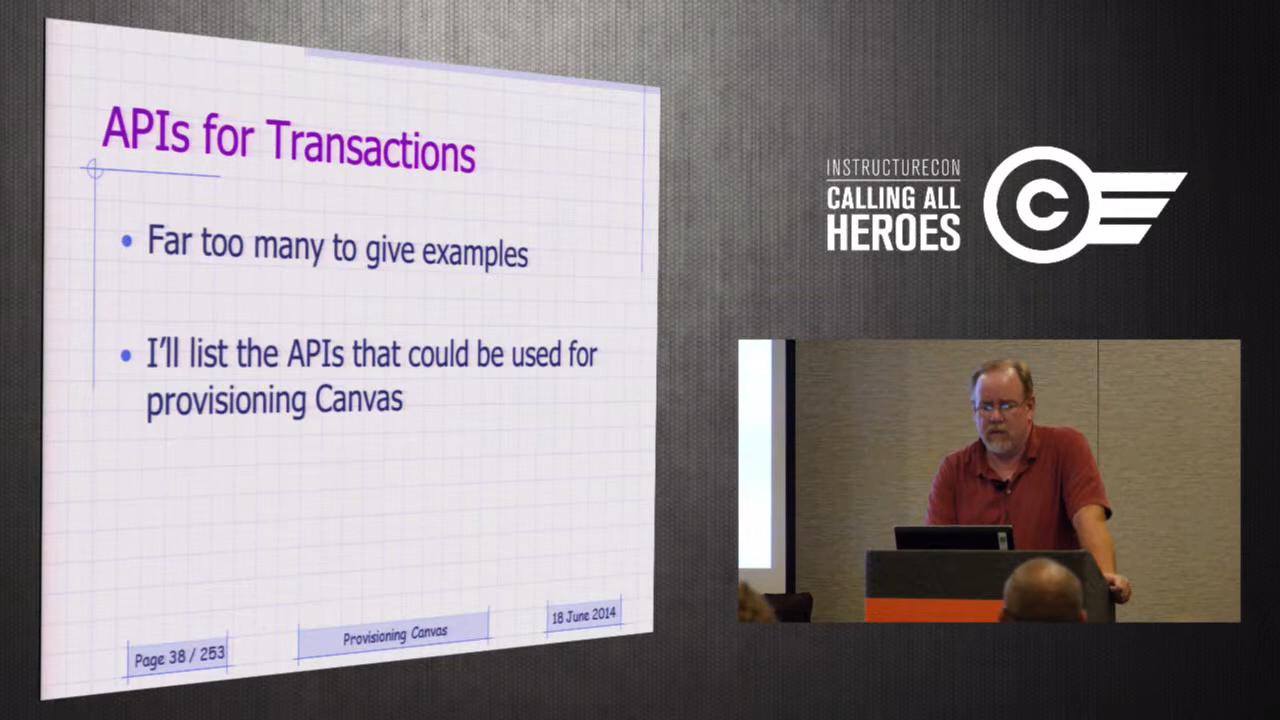 APIs for Transactions
Far too many to give examples
I'll list the APIs that could be used for
provisioning Canvas
Page 38 / 253
Provisioning Canvas
18 June 2014
INSTRUCTURECON
CALLING ALL
HEROES
C